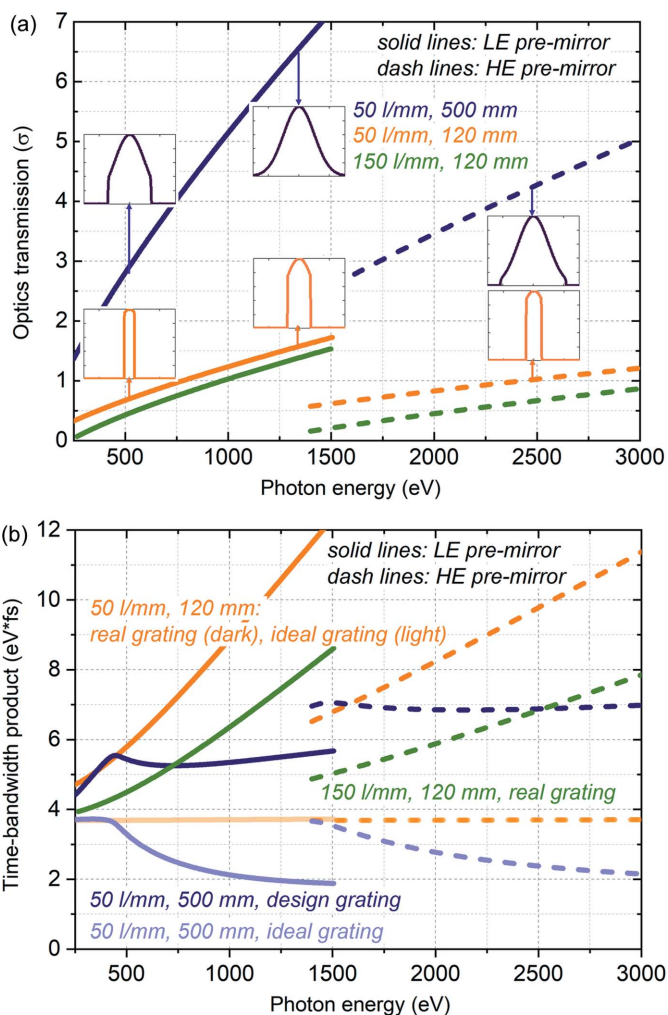 (a)
7
6
5
4
3
2
1
0
Optics transmission (σ)
solid lines: LE pre-mirror
dash lines: HE pre-mirror
50 l/mm, 500 mm
50 l/mm, 120 mm
150 l/mm, 120 mm
500 1000 1500 2000 2500 3000
Photon energy (eV)
(b)
12
10
8
6
4
2
0
Time-bandwidth product (eV*fs)
solid lines: LE pre-mirror
dash lines: HE pre-mirror
50 l/mm, 120 mm:
real grating (dark), ideal grating (light)
150 l/mm, 120 mm, real grating
50 l/mm, 500 mm, design grating
50 l/mm, 500 mm, ideal grating
500 1000 1500 2000 2500 3000
Photon energy (eV)